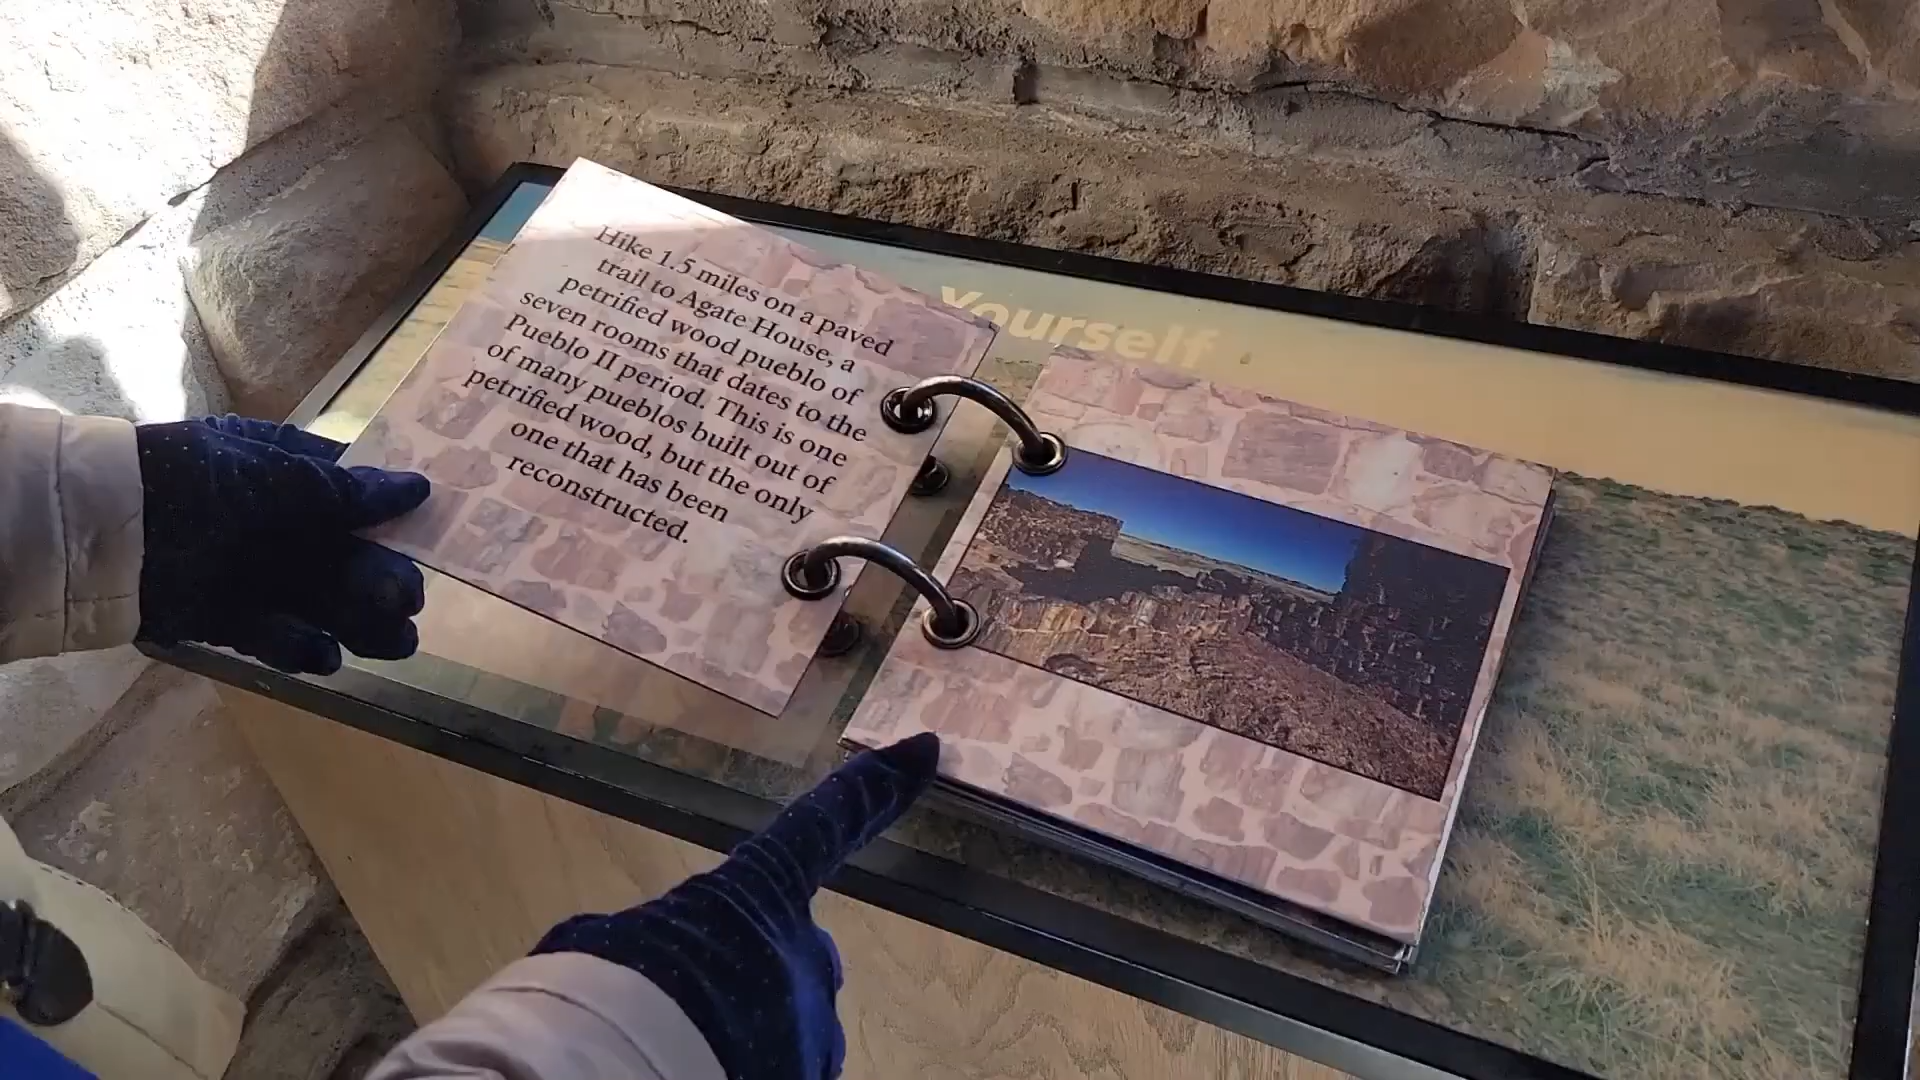 Yourself
Hike 1.5 miles on a paved
trail to Agate House, a
petrified wood pueblo of
seven rooms that dates to the
Pueblo II period. This is one
of many pueblos built out of
petrified wood, but the only
one that has been
reconstructed.